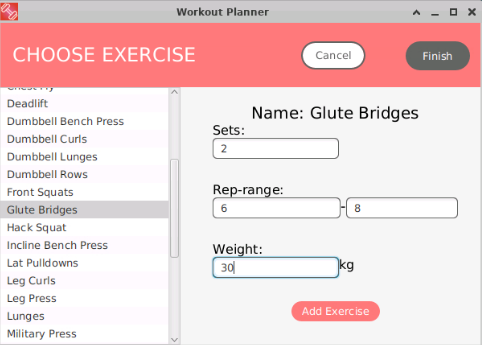 Workout Planner
CHOOSE EXERCISE
Cancel
Finish
Chest Fly
Deadlift
Dumbbell Bench Press
Dumbbell Curls
Dumbbell Lunges
Dumbbell Rows
Front Squats
Glute Bridges
Hack Squat
Incline Bench Press
Lat Pulldowns
Leg Curls
Leg Press
Lunges
Military Press
Name: Glute Bridges
Sets:
2
Rep-range:
6 - 8
Weight:
30 kg
Add Exercise